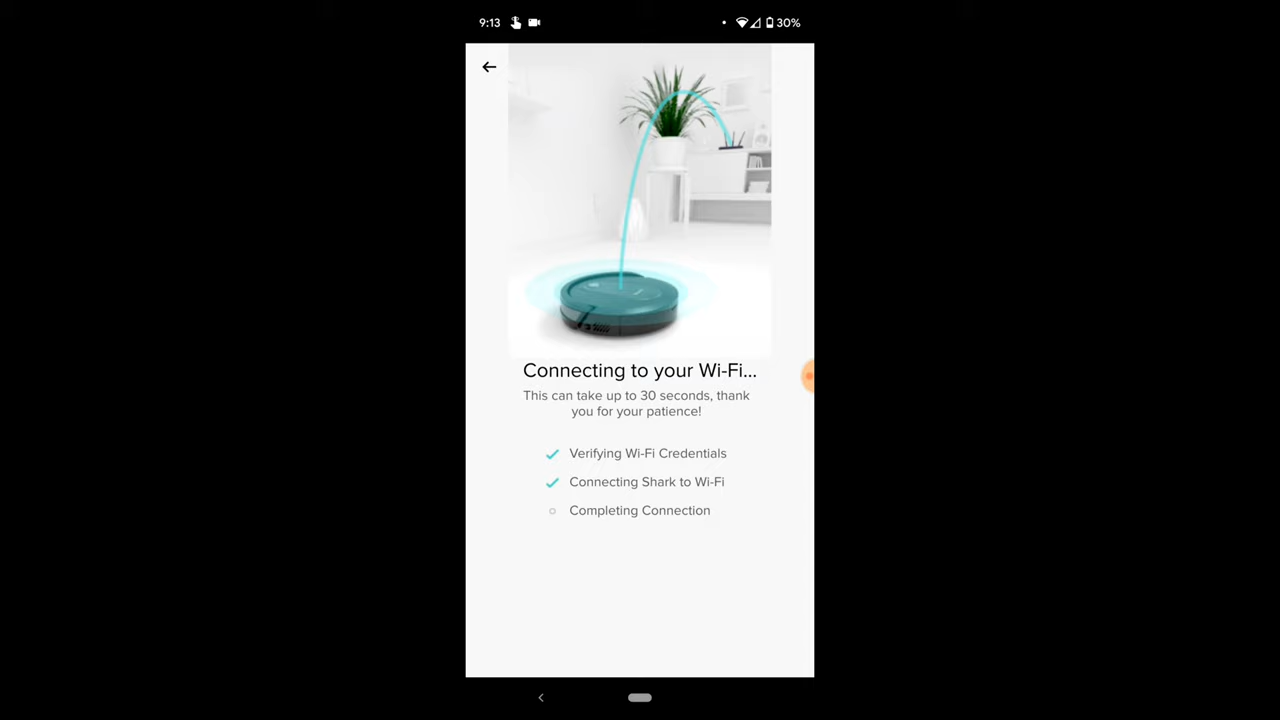 9:13
30%
Connecting to your Wi-Fi...
This can take up to 30 seconds, thank
you for your patience!
Verifying Wi-Fi Credentials
Connecting Shark to Wi-Fi
Completing Connection